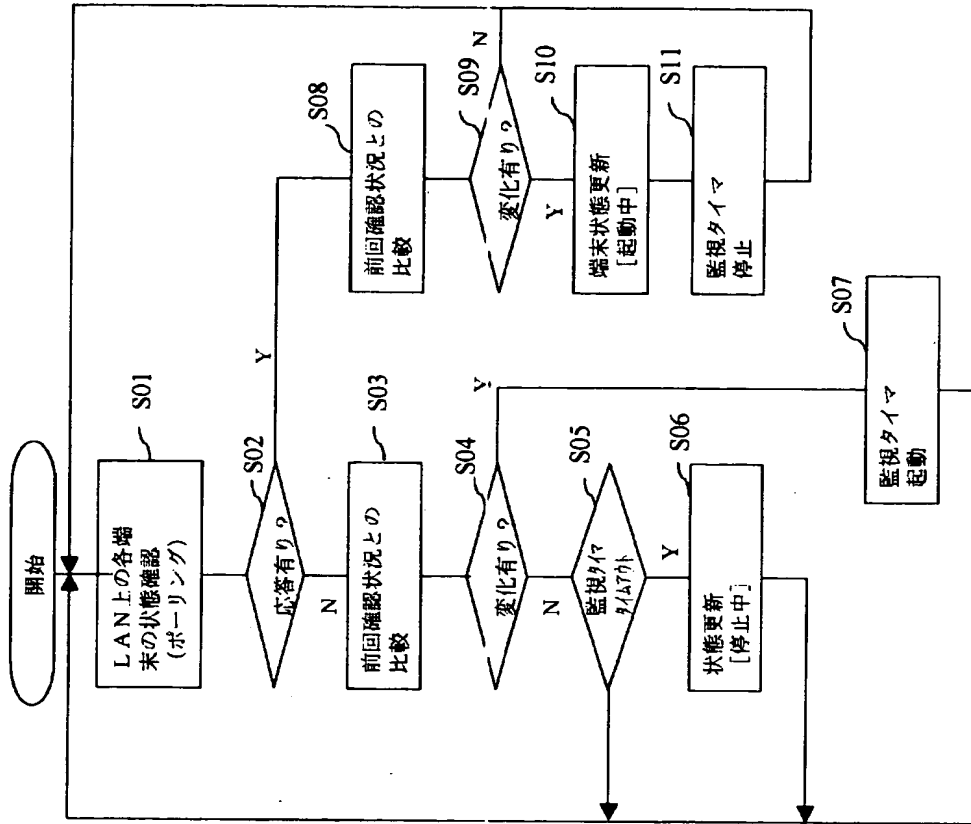 開始
LAN上の各端
末の状態確認
(ポーリング)
S01
応答有り?
S02
Y
N
前回確認状況との
比較
S03
変化有り?
S04
Y
N
監視タイマ
タイムアウト
S05
Y
状態更新
[停止中]
S06
監視タイマ
起動
S07
前回確認状況との
比較
S08
変化有り?
S09
N
Y
端末状態更新
[起動中]
S10
監視タイマ
停止
S11